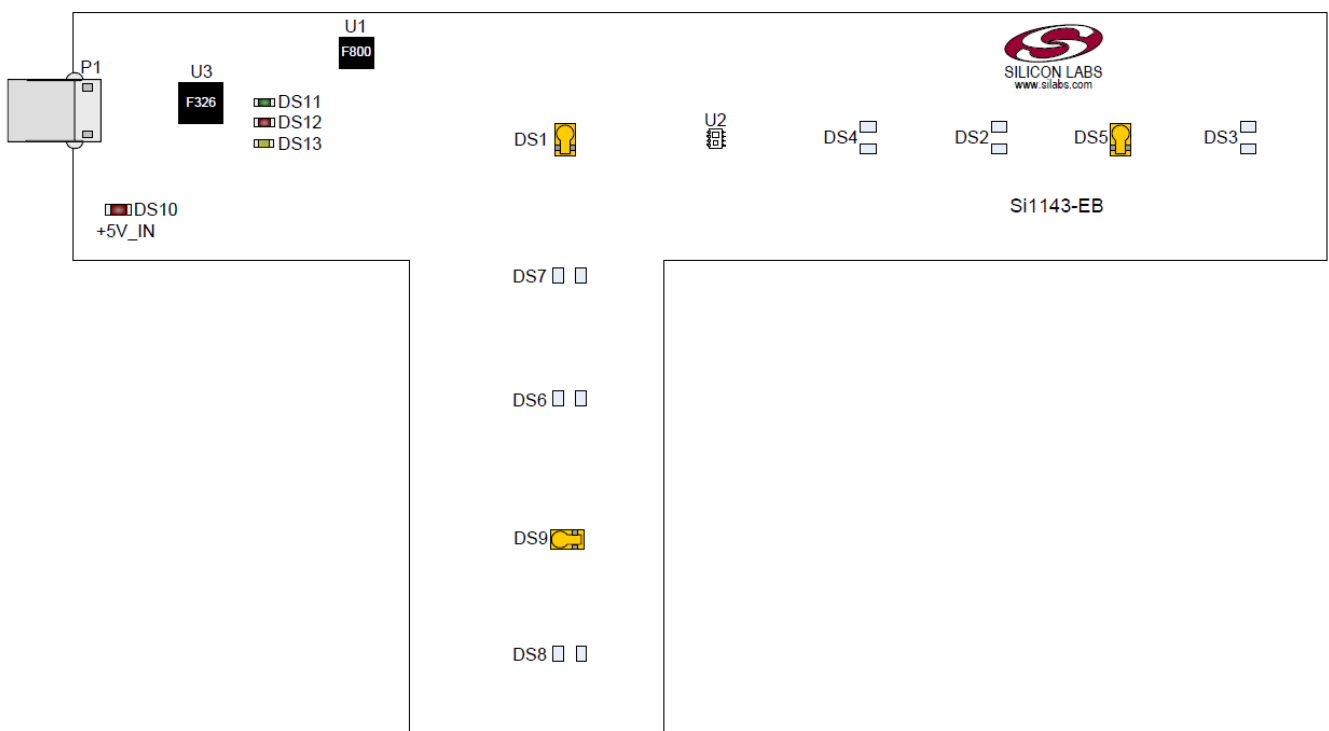 U1
F800
P1
U3
F326
DS11
DS12
DS13
SILICON LABS
www.silabs.com
DS1
U2
DS4
DS2
DS5
DS3
DS10
+5V_IN
Si1143-EB
DS7
DS6
DS9
DS8